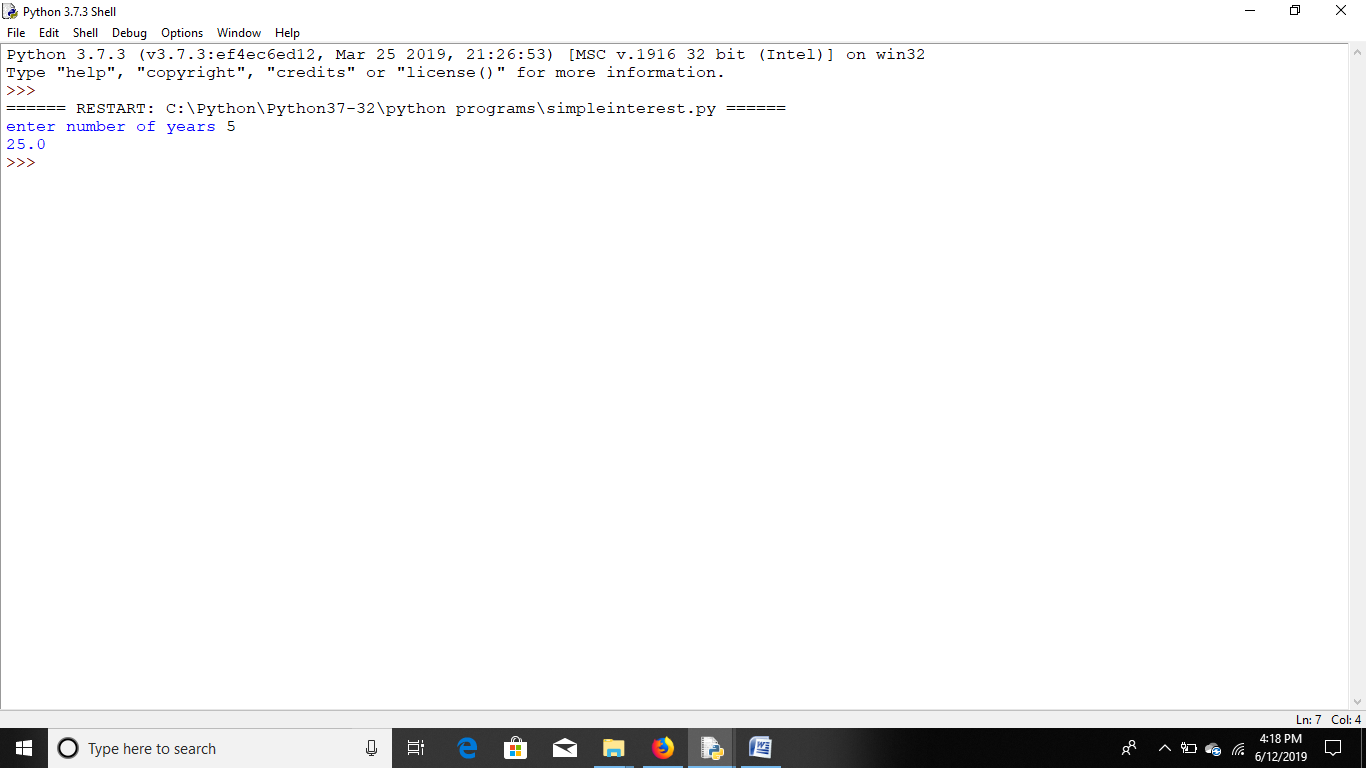 Python 3.7.3 Shell
File Edit Shell Debug Options Window Help
Python 3.7.3 (v3.7.3:ef4ec6ed12, Mar 25 2019, 21:26:53) [MSC v.1916 32 bit (Intel)] on win32
Type "help", "copyright", "credits" or "license()" for more information.
>>>
====== RESTART: C:\Python\Python37-32\python programs\simpleinterest.py ======
enter number of years 5
25.0
>>>
Ln: 7 Col: 4
Type here to search
4:18 PM
6/12/2019